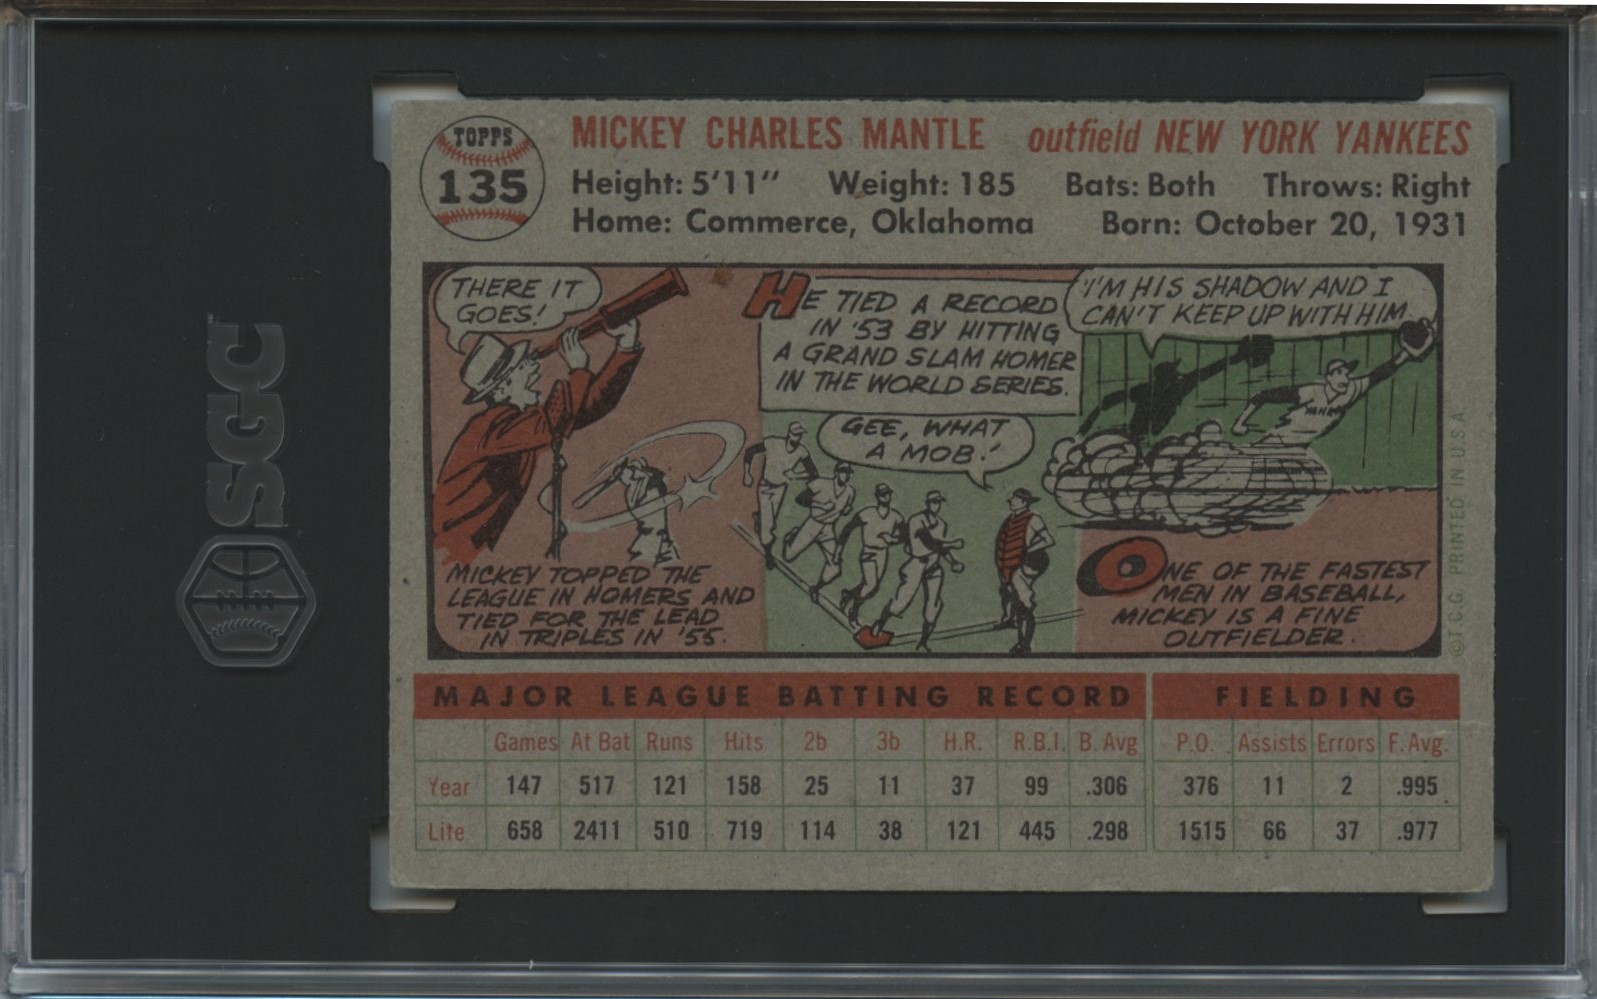 TOPPS
135
MICKEY CHARLES MANTLE outfield NEW YORK YANKEES
Height: 5'11" Weight: 185 Bats: Both Throws: Right
Home: Commerce, Oklahoma Born: October 20, 1931
THERE IT
GOES!
MICKEY TOPPED THE
LEAGUE IN HOMERS AND
TIED FOR THE LEAD
IN TRIPLES IN '55.
HE TIED A RECORD
IN '53 BY HITTING
A GRAND SLAM HOMER
IN THE WORLD SERIES.
GEE, WHAT
A MOB!
I'M HIS SHADOW AND I
CAN'T KEEP UP WITH HIM
YANKS
ONE OF THE FASTEST
MEN IN BASEBALL,
MICKEY IS A FINE
OUTFIELDER.
© T.C.G. PRINTED IN U.S.A.
MAJOR LEAGUE BATTING RECORD FIELDING
Games At Bat Runs Hits 2b 3b H.R. R.B.I. B. Avg P.O. Assists Errors F. Avg.
Year 147 517 121 158 25 11 37 99 .306 376 11 2 .995
Life 658 2411 510 719 114 38 121 445 .298 1515 66 37 .977
SGC